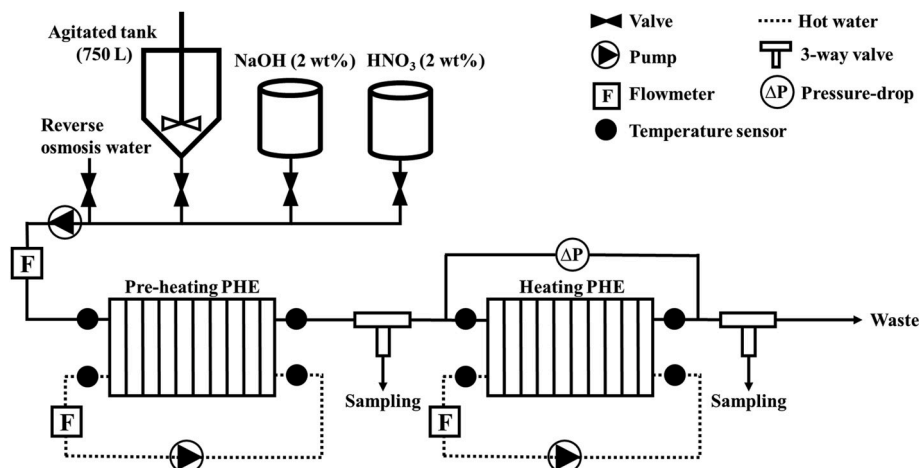 Agitated tank
(750 L)
NaOH (2 wt%)
HNO₃ (2 wt%)
Reverse
osmosis water
Valve
Hot water
Pump
3-way valve
F
Flowmeter
ΔP
Pressure-drop
Temperature sensor
F
ΔP
Pre-heating PHE
Heating PHE
Waste
Sampling
Sampling
F
F